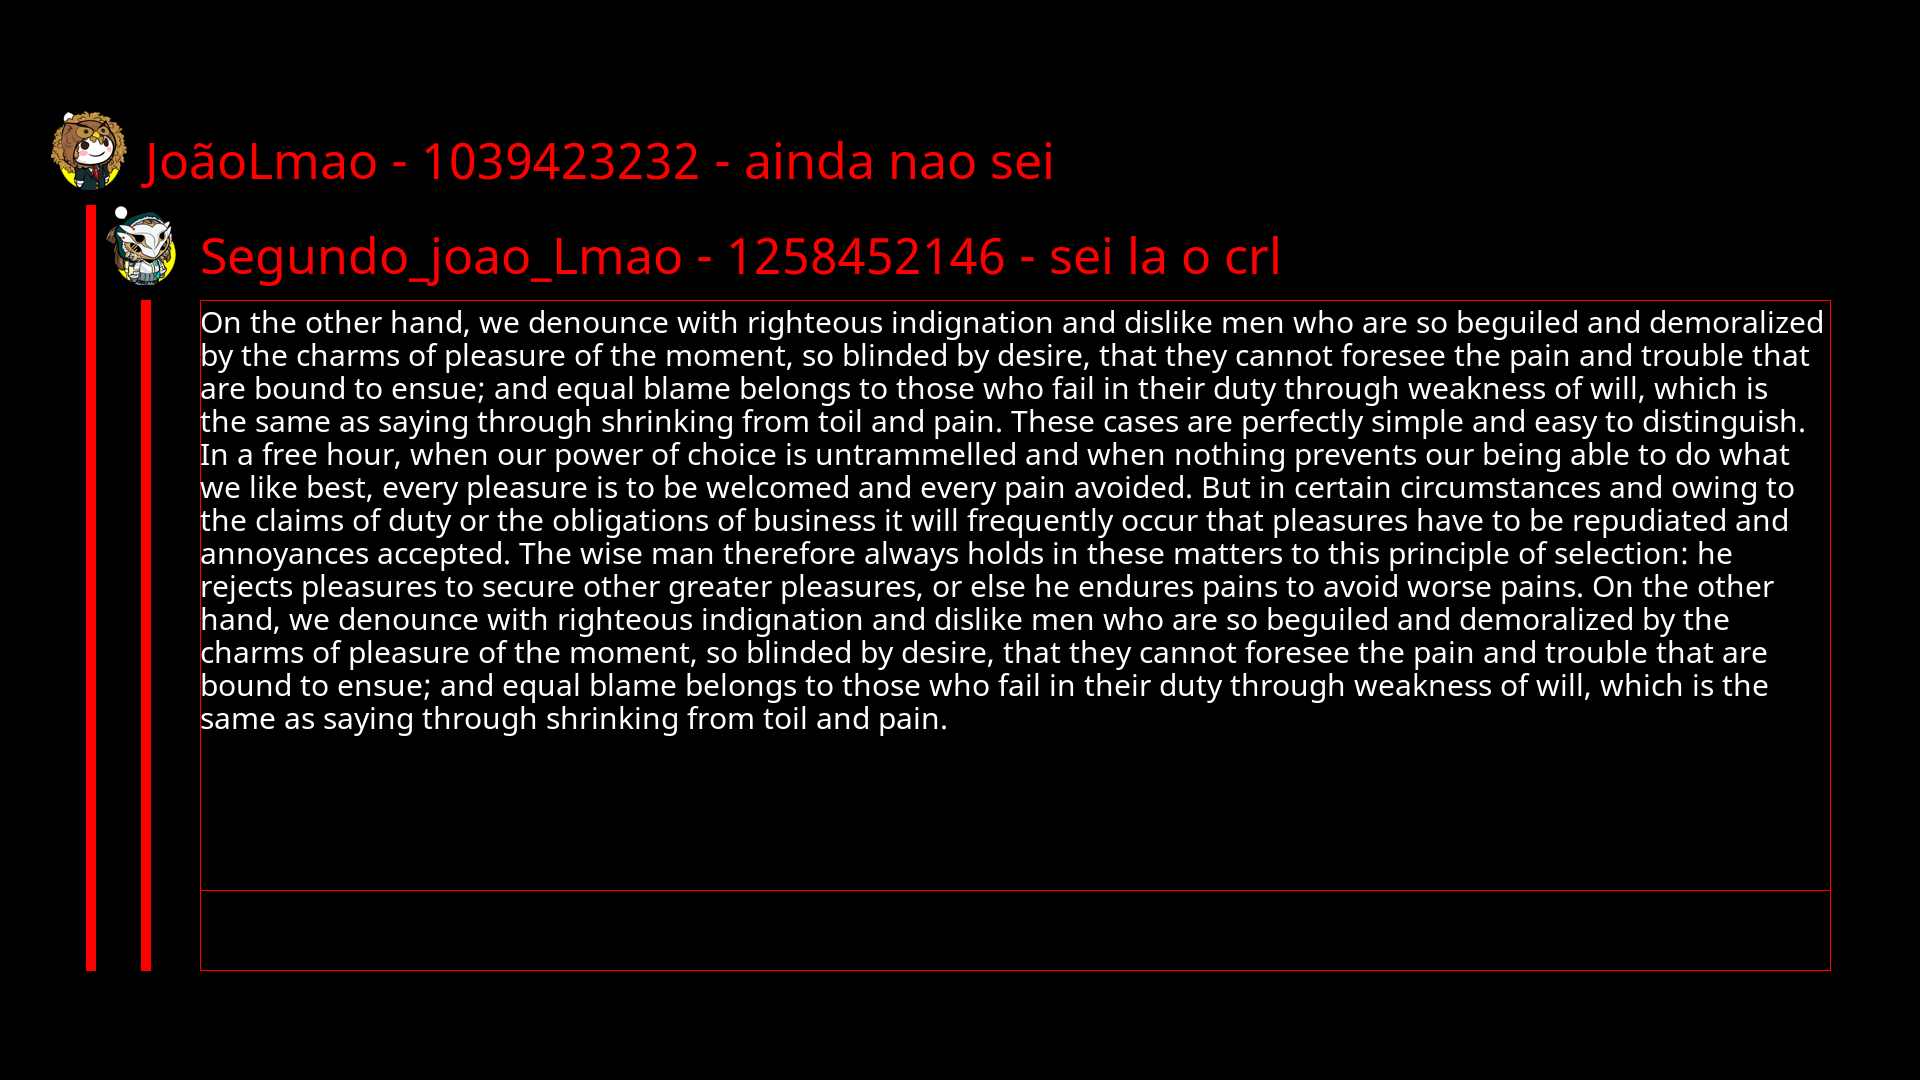 JoãoLmao - 1039423232 - ainda nao sei
Segundo_joao_Lmao - 1258452146 - sei la o crl
On the other hand, we denounce with righteous indignation and dislike men who are so beguiled and demoralized
by the charms of pleasure of the moment, so blinded by desire, that they cannot foresee the pain and trouble that
are bound to ensue; and equal blame belongs to those who fail in their duty through weakness of will, which is
the same as saying through shrinking from toil and pain. These cases are perfectly simple and easy to distinguish.
In a free hour, when our power of choice is untrammelled and when nothing prevents our being able to do what
we like best, every pleasure is to be welcomed and every pain avoided. But in certain circumstances and owing to
the claims of duty or the obligations of business it will frequently occur that pleasures have to be repudiated and
annoyances accepted. The wise man therefore always holds in these matters to this principle of selection: he
rejects pleasures to secure other greater pleasures, or else he endures pains to avoid worse pains. On the other
hand, we denounce with righteous indignation and dislike men who are so beguiled and demoralized by the
charms of pleasure of the moment, so blinded by desire, that they cannot foresee the pain and trouble that are
bound to ensue; and equal blame belongs to those who fail in their duty through weakness of will, which is the
same as saying through shrinking from toil and pain.